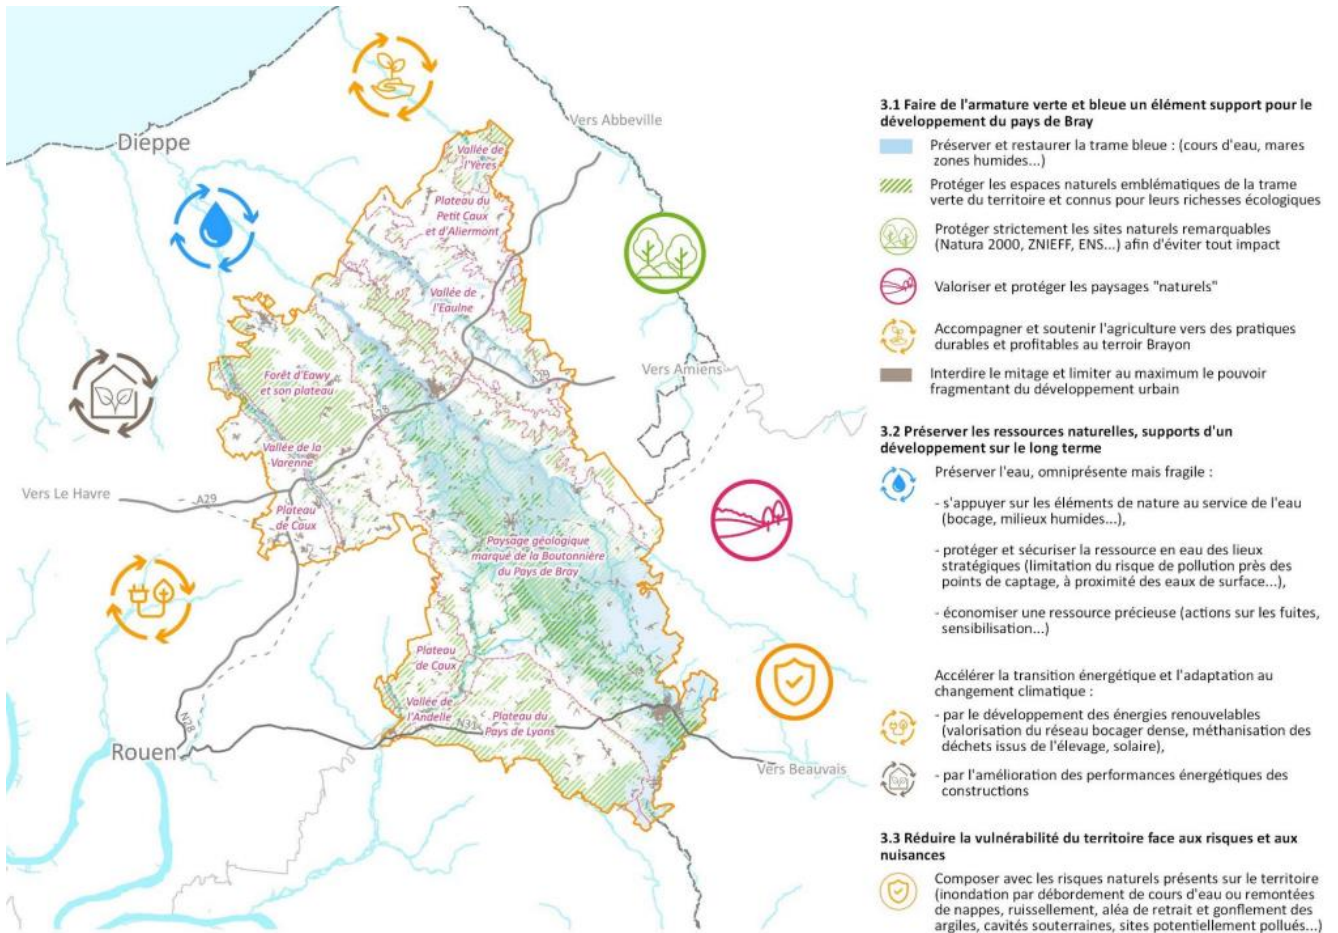 Dieppe
Vers Abbeville
Vallée de
l'Yeres
Plateau du
Petit Caux
et d'Aliermont
Vallée de
l'Eaulne
Forêt d'Eawy
et son plateau
Vers Amiens
A29
A28
Vallée de la
Varenne
Vers Le Havre
A29
Plateau
de Caux
Paysage géologique
marqué de la Boutonnière
du Pays de Bray
Plateau
de Caux
Vallée de
l'Andelle
N31
Plateau du
Pays de Lyons
N28
Rouen
Vers Beauvais
3.1 Faire de l'armature verte et bleue un élément support pour le
développement du pays de Bray
Préserver et restaurer la trame bleue : (cours d'eau, mares
zones humides...)
Protéger les espaces naturels emblématiques de la trame
verte du territoire et connus pour leurs richesses écologiques
Protéger strictement les sites naturels remarquables
(Natura 2000, ZNIEFF, ENS...) afin d'éviter tout impact
Valoriser et protéger les paysages "naturels"
Accompagner et soutenir l'agriculture vers des pratiques
durables et profitables au terroir Brayon
Interdire le mitage et limiter au maximum le pouvoir
fragmentant du développement urbain
3.2 Préserver les ressources naturelles, supports d'un
développement sur le long terme
Préserver l'eau, omniprésente mais fragile :
- s'appuyer sur les éléments de nature au service de l'eau
(bocage, milieux humides...),
- protéger et sécuriser la ressource en eau des lieux
stratégiques (limitation du risque de pollution près des
points de captage, à proximité des eaux de surface...),
- économiser une ressource précieuse (actions sur les fuites,
sensibilisation...)
Accélérer la transition énergétique et l'adaptation au
changement climatique :
- par le développement des énergies renouvelables
(valorisation du réseau bocager dense, méthanisation des
déchets issus de l'élevage, solaire),
- par l'amélioration des performances énergétiques des
constructions
3.3 Réduire la vulnérabilité du territoire face aux risques et aux
nuisances
Composer avec les risques naturels présents sur le territoire
(inondation par débordement de cours d'eau ou remontées
de nappes, ruissellement, aléa de retrait et gonflement des
argiles, cavités souterraines, sites potentiellement pollués...)